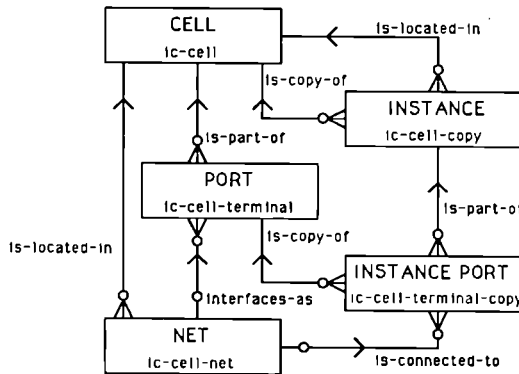 CELL
ic-cell
is-located-in
is-copy-of
INSTANCE
ic-cell-copy
is-part-of
PORT
ic-cell-terminal
is-part-of
is-copy-of
is-located-in
INSTANCE PORT
ic-cell-terminal-copy
interfaces-as
NET
ic-cell-net
is-connected-to